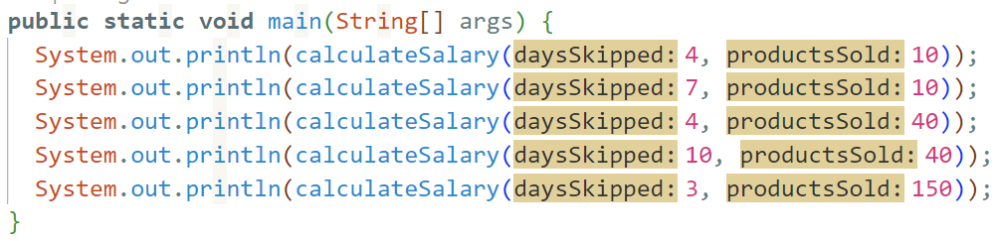 public static void main(String[] args) {
System.out.println(calculateSalary(daysSkipped: 4, productsSold: 10));
System.out.println(calculateSalary(daysSkipped: 7, productsSold: 10));
System.out.println(calculateSalary(daysSkipped: 4, productsSold: 40));
System.out.println(calculateSalary(daysSkipped: 10, productsSold: 40));
System.out.println(calculateSalary(daysSkipped: 3, productsSold: 150));
}